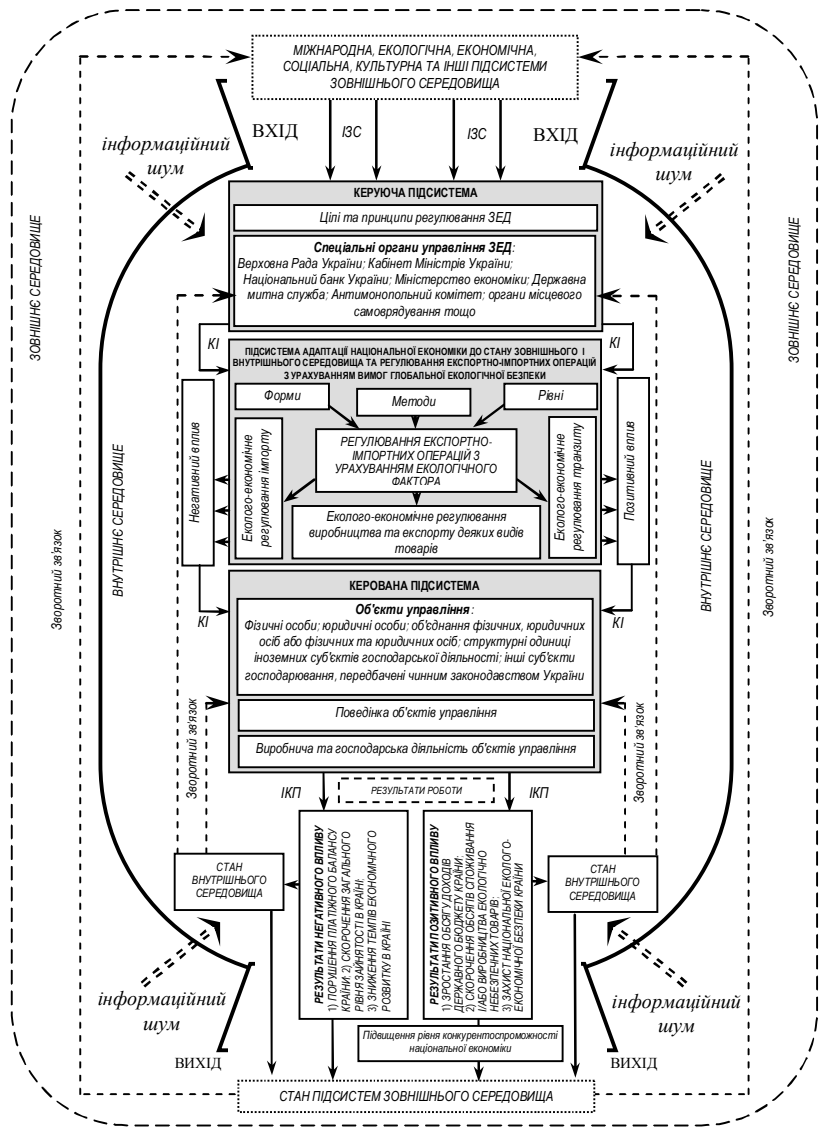 МІЖНАРОДНА, ЕКОЛОГІЧНА, ЕКОНОМІЧНА,
СОЦІАЛЬНА, КУЛЬТУРНА ТА ІНШІ ПІДСИСТЕМИ
ЗОВНІШНЬОГО СЕРЕДОВИЩА
ВХІД
ІЗС
ІЗС
ВХІД
інформаційний
шум
інформаційний
шум
ЗОВНІШНЄ СЕРЕДОВИЩЕ
ЗОВНІШНЄ СЕРЕДОВИЩЕ
КЕРУЮЧА ПІДСИСТЕМА
Цілі та принципи регулювання ЗЕД
Спеціальні органи управління ЗЕД:
Верховна Рада України; Кабінет Міністрів України;
Національний банк України; Міністерство економіки; Державна
митна служба; Антимонопольний комітет; органи місцевого
самоврядування тощо
КІ
КІ
ПІДСИСТЕМА АДАПТАЦІЇ НАЦІОНАЛЬНОЇ ЕКОНОМІКИ ДО СТАНУ ЗОВНІШНЬОГО І
ВНУТРІШНЬОГО СЕРЕДОВИЩА ТА РЕГУЛЮВАННЯ ЕКСПОРТНО-ІМПОРТНИХ ОПЕРАЦІЙ
З УРАХУВАННЯМ ВИМОГ ГЛОБАЛЬНОЇ ЕКОЛОГІЧНОЇ БЕЗПЕКИ
Форми
Методи
Рівні
Негативний вплив
Еколого-економічне
регулювання імпорту
РЕГУЛЮВАННЯ ЕКСПОРТНО-
ІМПОРТНИХ ОПЕРАЦІЙ З
УРАХУВАННЯМ ЕКОЛОГІЧНОГО
ФАКТОРА
Еколого-економічне
регулювання транзиту
Позитивний вплив
Еколого-економічне регулювання
виробництва та експорту деяких видів
товарів
ВНУТРІШНЄ СЕРЕДОВИЩЕ
ВНУТРІШНЄ СЕРЕДОВИЩЕ
Зворотний зв'язок
Зворотний зв'язок
КЕРОВАНА ПІДСИСТЕМА
КІ
КІ
Об'єкти управління:
Фізичні особи; юридичні особи; об'єднання фізичних, юридичних
осіб або фізичних та юридичних осіб; структурні одиниці
іноземних суб'єктів господарської діяльності; інші суб'єкти
господарювання, передбачені чинним законодавством України
Поведінка об'єктів управління
Виробнича та господарська діяльність об'єктів управління
Зворотний зв'язок
Зворотний зв'язок
ІКП
РЕЗУЛЬТАТИ РОБОТИ
ІКП
СТАН
ВНУТРІШНЬОГО
СЕРЕДОВИЩА
РЕЗУЛЬТАТИ НЕГАТИВНОГО ВПЛИВУ
1) ПОРУШЕННЯ ПЛАТІЖНОГО БАЛАНСУ
КРАЇНИ; 2) СКОРОЧЕННЯ ЗАГАЛЬНОГО
РІВНЯ ЗАЙНЯТОСТІ В КРАЇНІ;
3) ЗНИЖЕННЯ ТЕМПІВ ЕКОНОМІЧНОГО
РОЗВИТКУ В КРАЇНІ
РЕЗУЛЬТАТИ ПОЗИТИВНОГО ВПЛИВУ
1) ЗРОСТАННЯ ОБСЯГУ ДОХОДІВ
ДЕРЖАВНОГО БЮДЖЕТУ КРАЇНИ;
2) СКОРОЧЕННЯ ОБСЯГІВ СПОЖИВАННЯ
І/АБО ВИРОБНИЦТВА ЕКОЛОГІЧНО
НЕБЕЗПЕЧНИХ ТОВАРІВ;
3) ЗАХИСТ НАЦІОНАЛЬНОЇ ЕКОЛОГО-
ЕКОНОМІЧНОЇ БЕЗПЕКИ КРАЇНИ
СТАН
ВНУТРІШНЬОГО
СЕРЕДОВИЩА
інформаційний
шум
інформаційний
шум
Підвищення рівня конкурентоспроможності
національної економіки
ВИХІД
ВИХІД
СТАН ПІДСИСТЕМ ЗОВНІШНЬОГО СЕРЕДОВИЩА